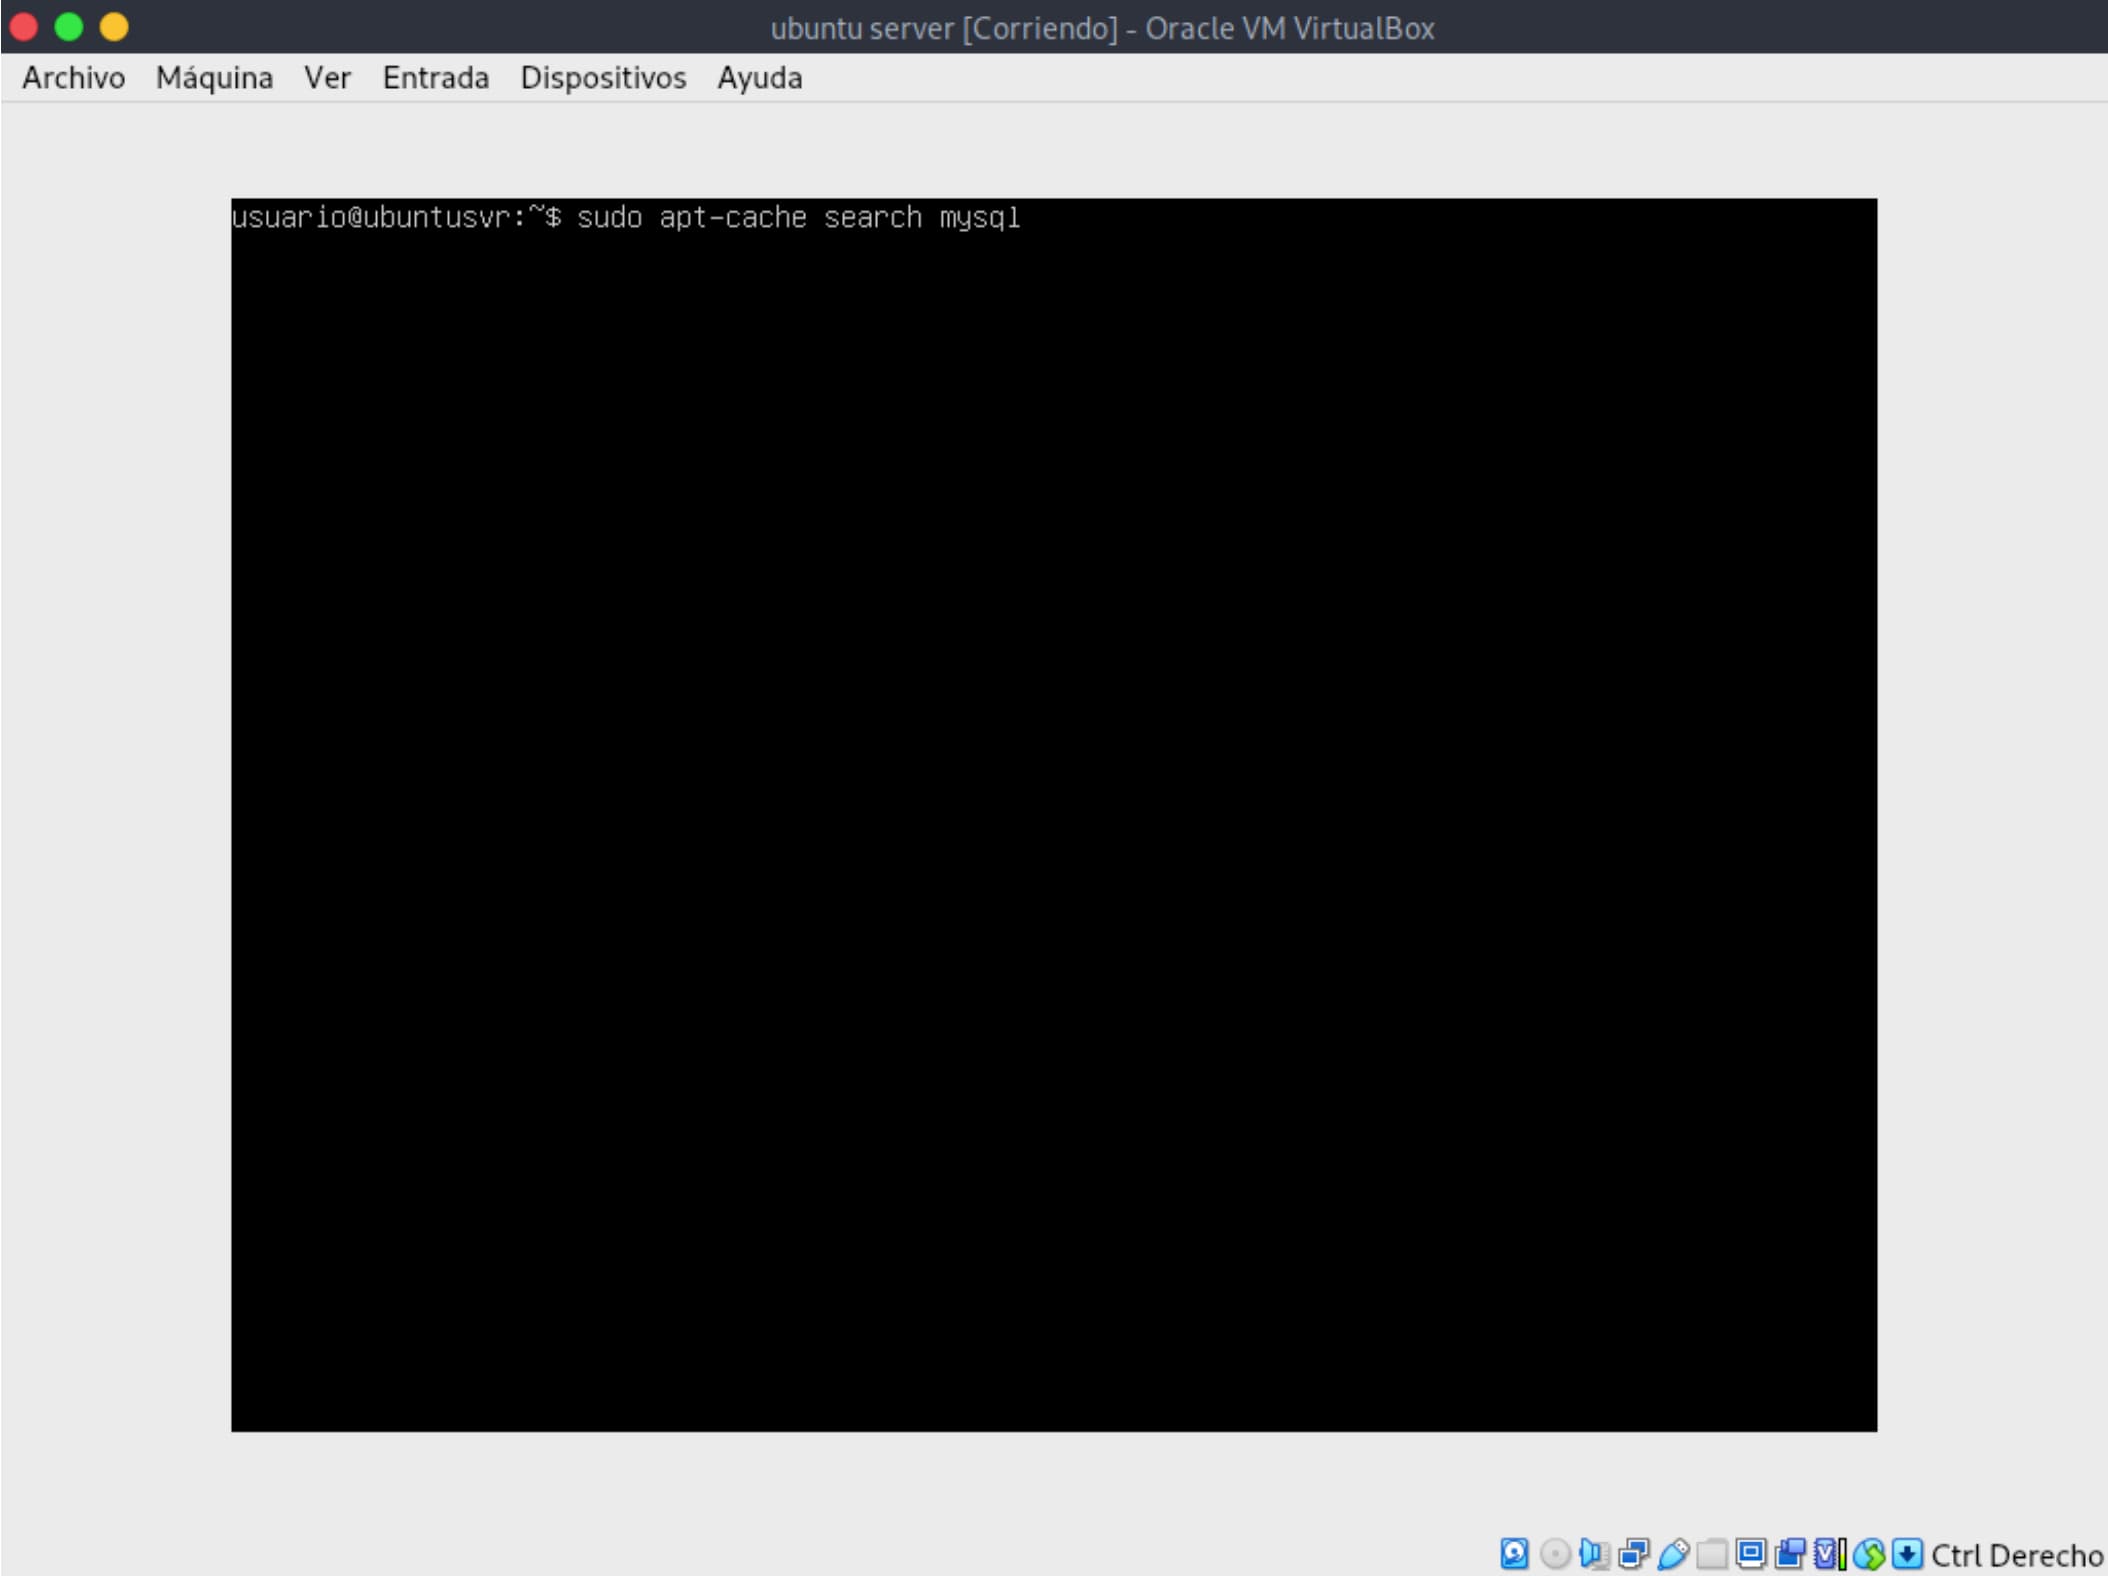 ubuntu server [Corriendo] - Oracle VM VirtualBox
Archivo Máquina Ver Entrada Dispositivos Ayuda
usuario@ubuntusvr:~$ sudo apt-cache search mysql
Ctrl Derecho